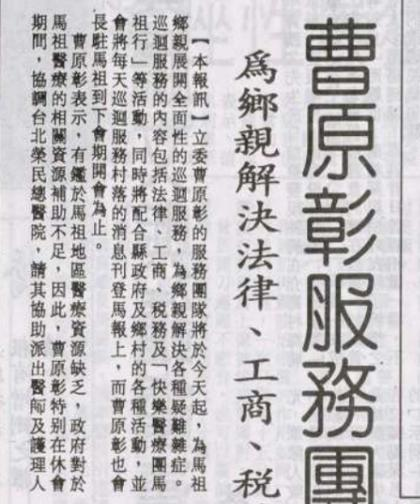 曹原彰服務團
為鄉親解決法律、工商、稅
【本報訊】立委曹原彰的服務團隊將於今天起，為馬祖
鄉親展開全面性的巡迴服務，為鄉親解決各種疑難雜症。
巡迴服務的內容包括法律、工商、稅務及「快樂醫療團馬
祖行」等活動，同時將配合縣政府及鄉村的各種活動，並
會將每天巡迴服務村落的消息刊登馬報上，而曹原彰也會
長駐馬祖到下會期開會為止。
曹原彰表示，有鑑於馬祖地區醫療資源缺乏，政府對於
馬祖醫療的相關資源補助不足，因此，曹原彰特別在休會
期間，協調台北榮民總醫院，請其協助派出醫師及護理人